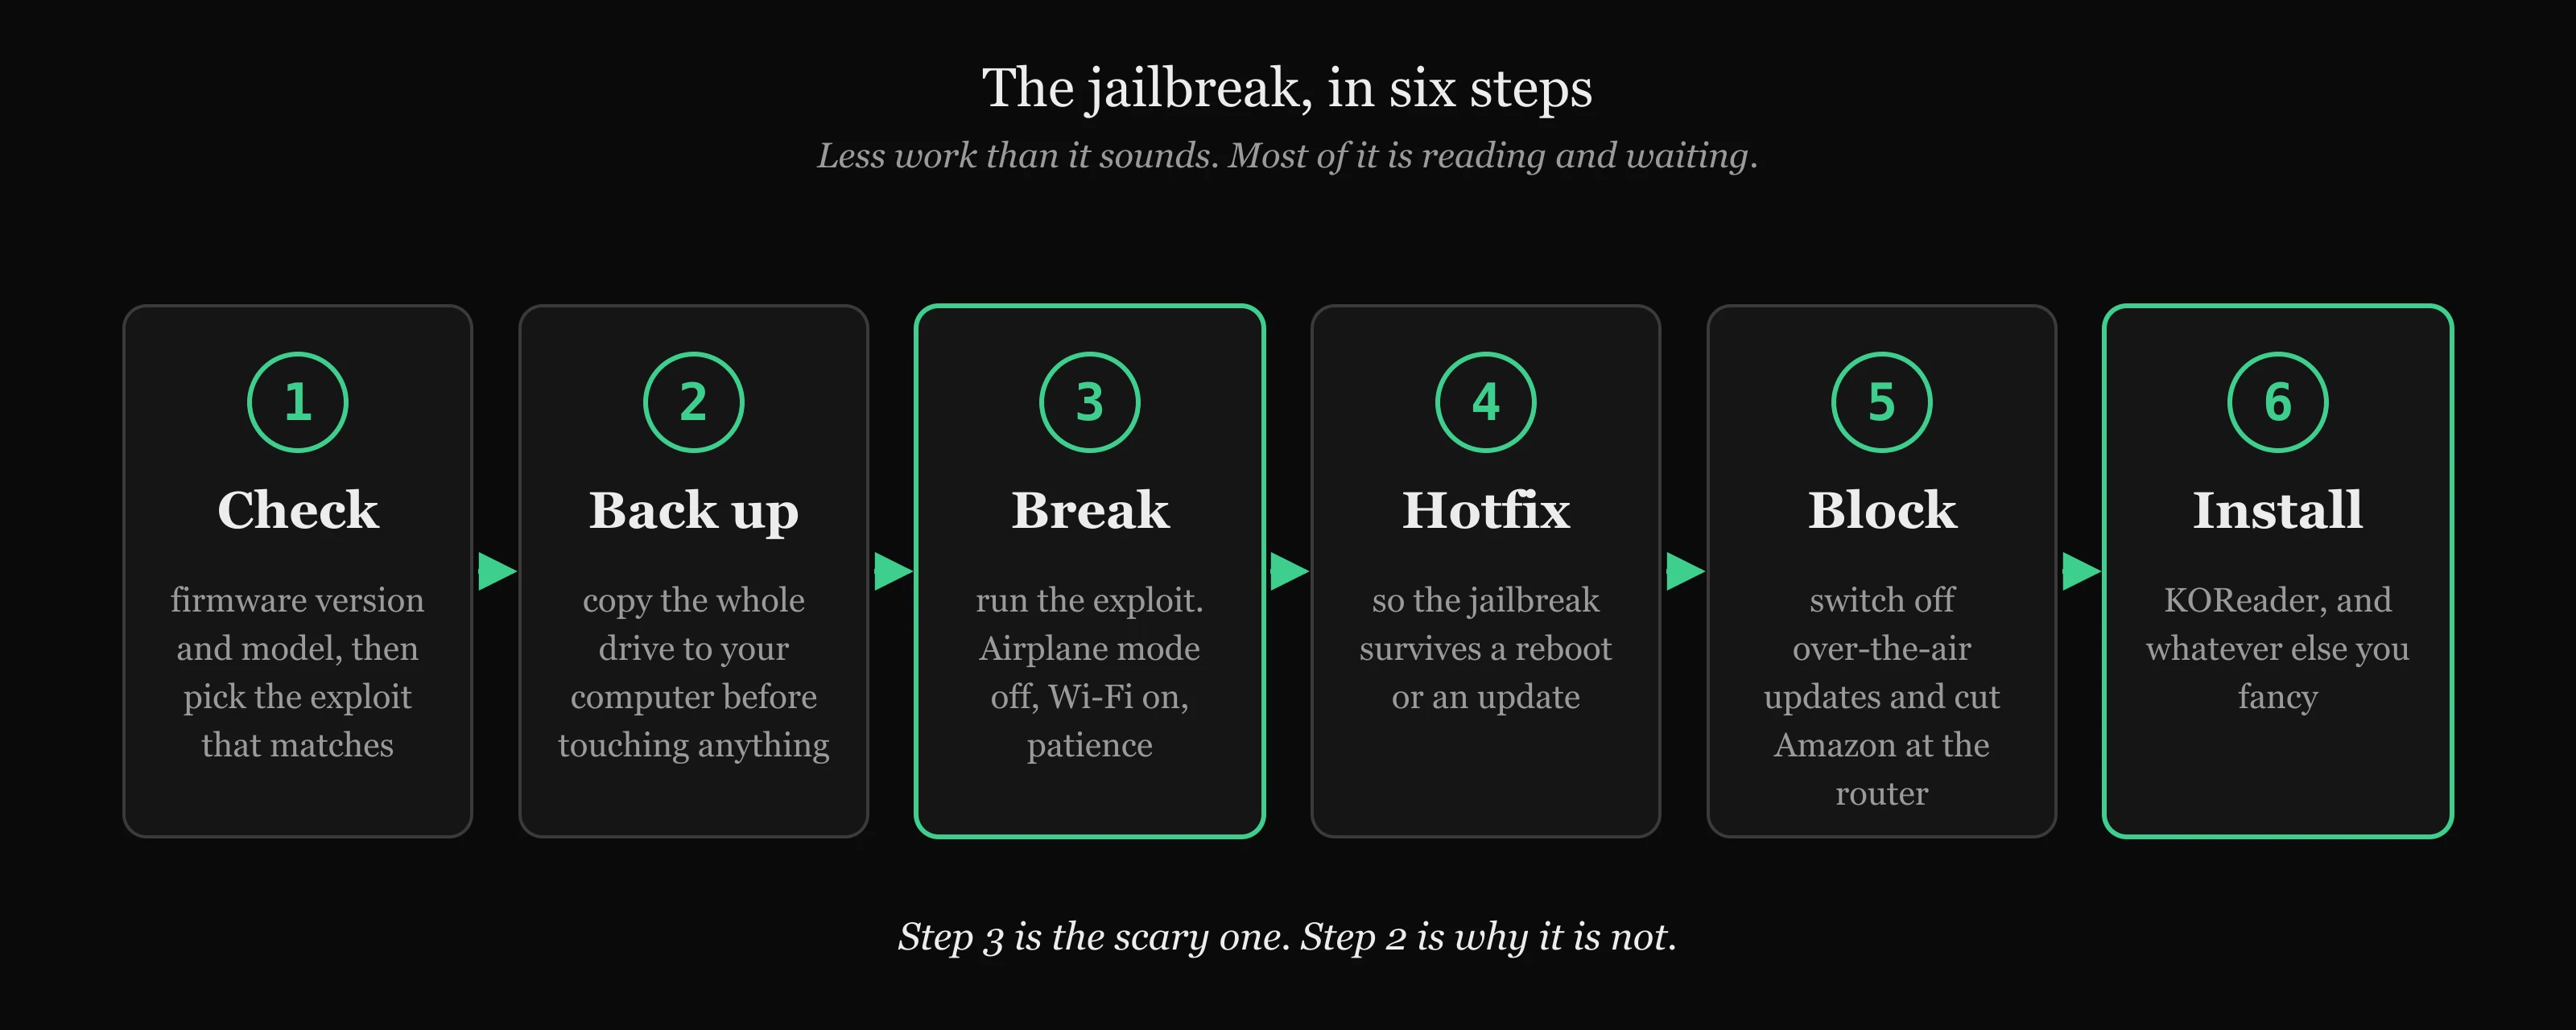 The jailbreak, in six steps
Less work than it sounds. Most of it is reading and waiting.
1
Check
firmware version
and model, then
pick the exploit
that matches
2
Back up
copy the whole
drive to your
computer before
touching anything
3
Break
run the exploit.
Airplane mode
off, Wi-Fi on,
patience
4
Hotfix
so the jailbreak
survives a reboot
or an update
5
Block
switch off
over-the-air
updates and cut
Amazon at the
router
6
Install
KOReader, and
whatever else you
fancy
Step 3 is the scary one. Step 2 is why it is not.